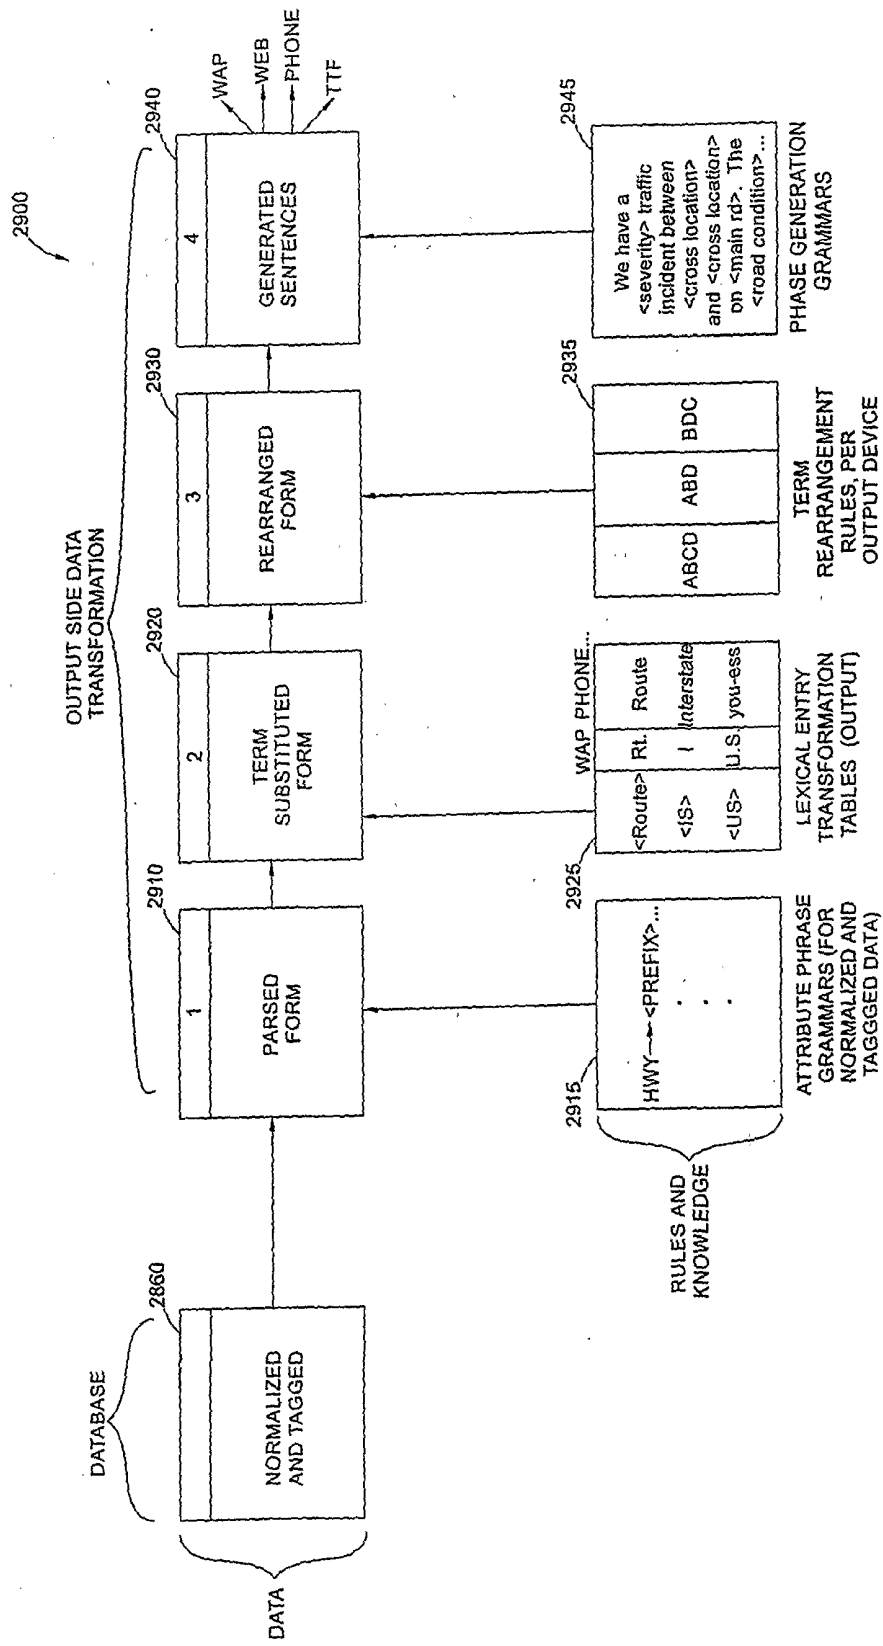 2900
OUTPUT SIDE DATA
TRANSFORMATION
DATABASE
2860
2910
2920
2930
2940
DATA
NORMALIZED
AND TAGGED
1
PARSED
FORM
2
TERM
SUBSTITUTED
FORM
3
REARRANGED
FORM
4
GENERATED
SENTENCES
WAP
WEB
PHONE
TTF
RULES AND
KNOWLEDGE
2915
HWY <PREFIX>...
ATTRIBUTE PHRASE
GRAMMARS (FOR
NORMALIZED AND
TAGGGED DATA)
2925
WAP PHONE...
<Route> Rt. Route
<IS> I Interstate
<US> U.S. you-ess
LEXICAL ENTRY
TRANSFORMATION
TABLES (OUTPUT)
2935
ABCD ABD BDC
TERM
REARRANGEMENT
RULES, PER
OUTPUT DEVICE
2945
We have a
<severity> traffic
incident between
<cross location>
and <cross location>
on <main rd>. The
<road condition>...
PHASE GENERATION
GRAMMARS